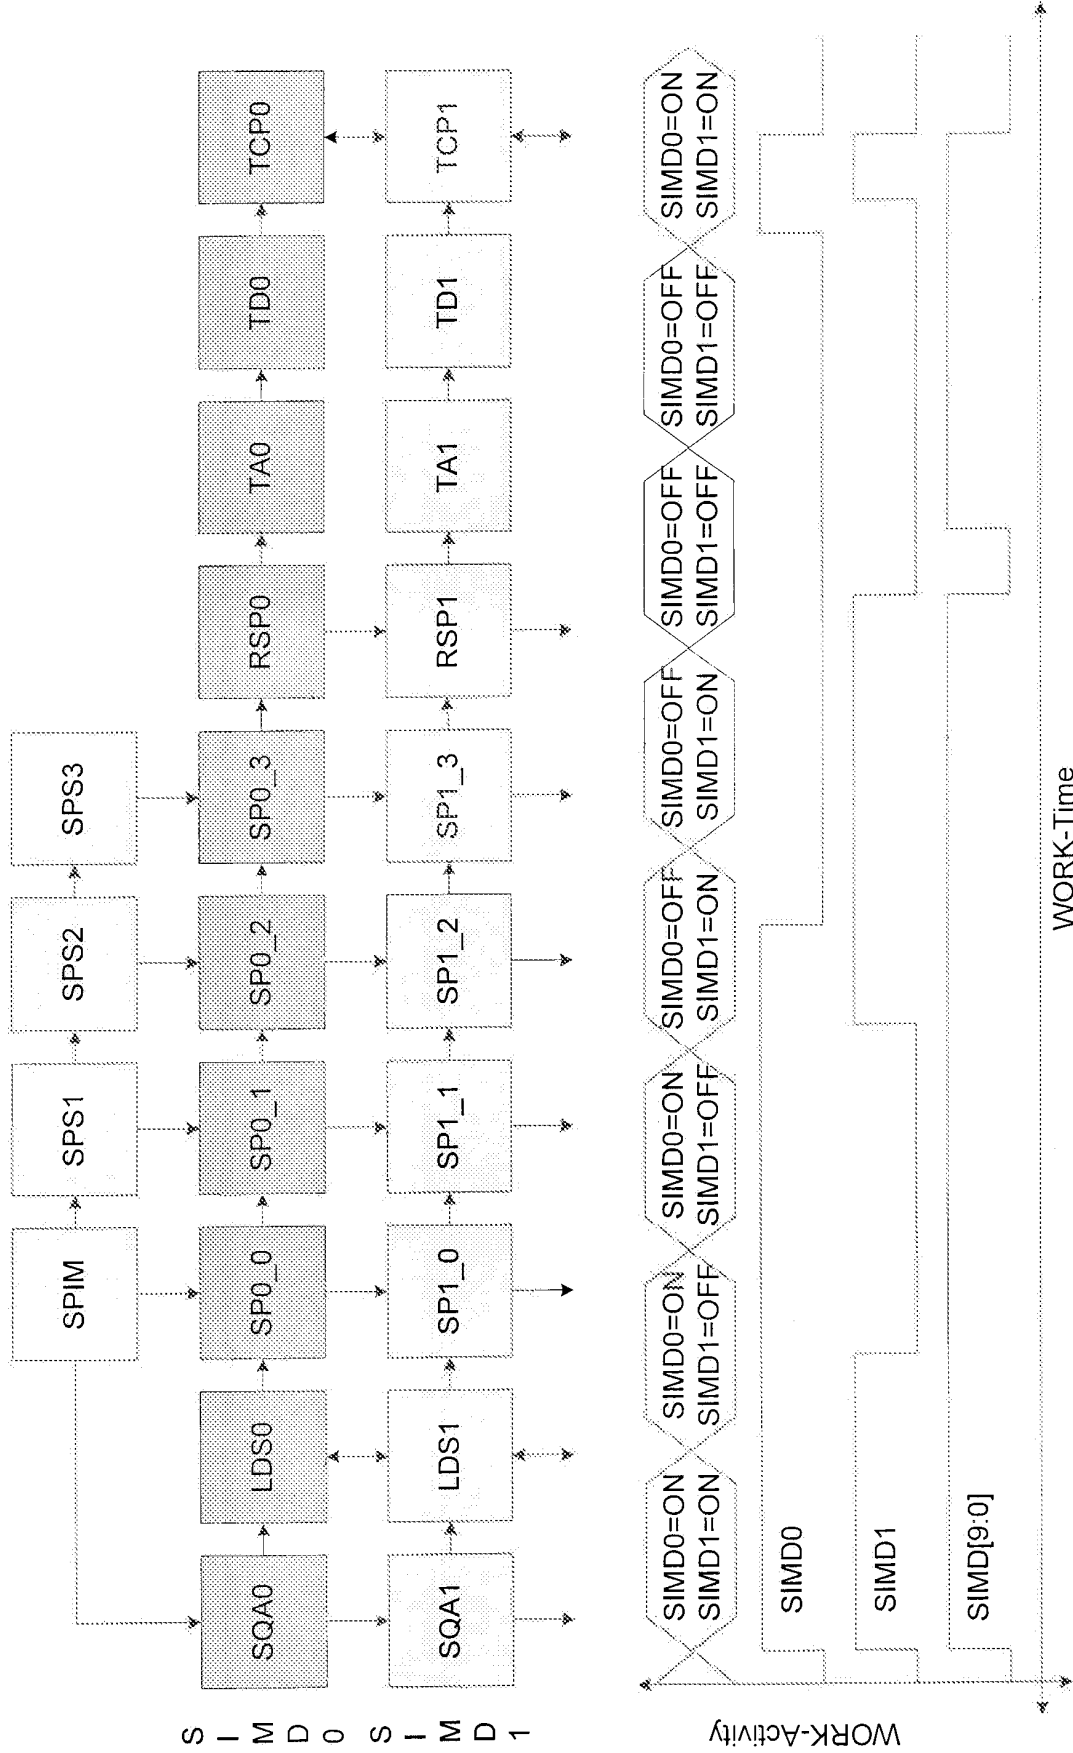 SPIM
SPS1
SPS2
SPS3
SIMD0
SQA0
LDS0
SP0_0
SP0_1
SP0_2
SP0_3
RSP0
TA0
TD0
TCP0
SIMD1
SQA1
LDS1
SP1_0
SP1_1
SP1_2
SP1_3
RSP1
TA1
TD1
TCP1
WORK-Activity
SIMD0=ON
SIMD1=ON
SIMD0=ON
SIMD1=OFF
SIMD0=ON
SIMD1=OFF
SIMD0=OFF
SIMD1=ON
SIMD0=OFF
SIMD1=ON
SIMD0=OFF
SIMD1=OFF
SIMD0=OFF
SIMD1=OFF
SIMD0=ON
SIMD1=ON
SIMD0
SIMD1
SIMD[9:0]
WORK-Time